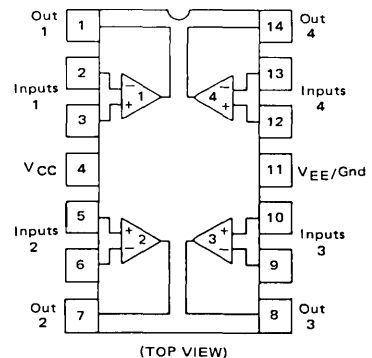 Out
1
1
14
Out
4
2
13
Inputs
1
− + 1
− + 4
Inputs
4
3
12
VCC
4
11
VEE/Gnd
5
10
Inputs
2
+ − 2
+ − 3
Inputs
3
6
9
Out
2
7
8
Out
3
(TOP VIEW)